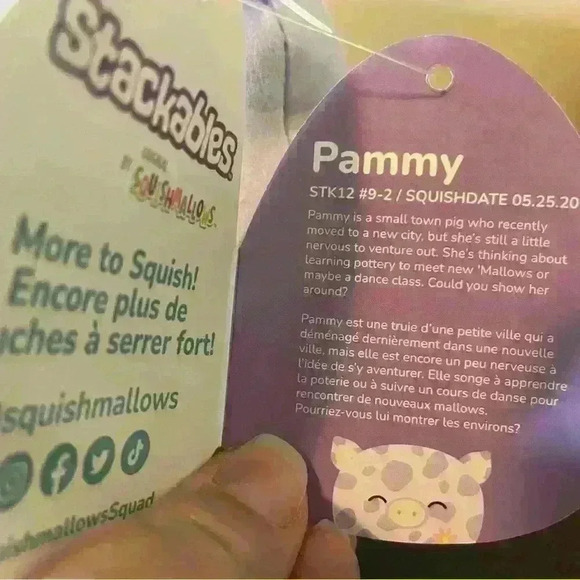 Stackables
ORIGINAL
BY SQUISHMALLOWS
More to Squish!
Encore plus de
ches à serrer fort!
squishmallows
Pammy
STK12 #9-2 / SQUISHDATE 05.25.20
Pammy is a small town pig who recently
moved to a new city, but she's still a little
nervous to venture out. She's thinking about
learning pottery to meet new 'Mallows or
maybe a dance class. Could you show her
around?
Pammy est une truie d'une petite ville qui a
déménagé dernièrement dans une nouvelle
ville, mais elle est encore un peu nerveuse à
l'idée de s'y aventurer. Elle songe à apprendre
la poterie ou à suivre un cours de danse pour
rencontrer de nouveaux mallows.
Pourriez-vous lui montrer les environs?
ishmallowsSquad